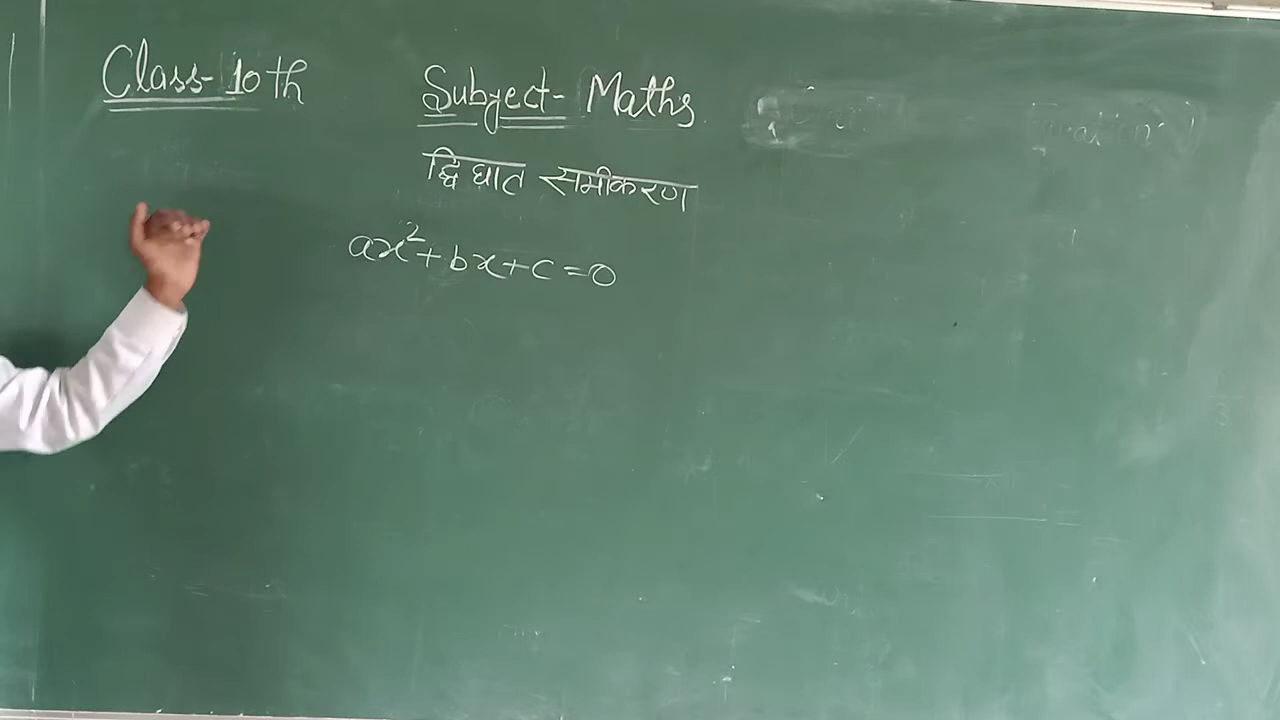 Class-10th Subject-Maths
द्विघात समीकरण
ax²+bx+c=0